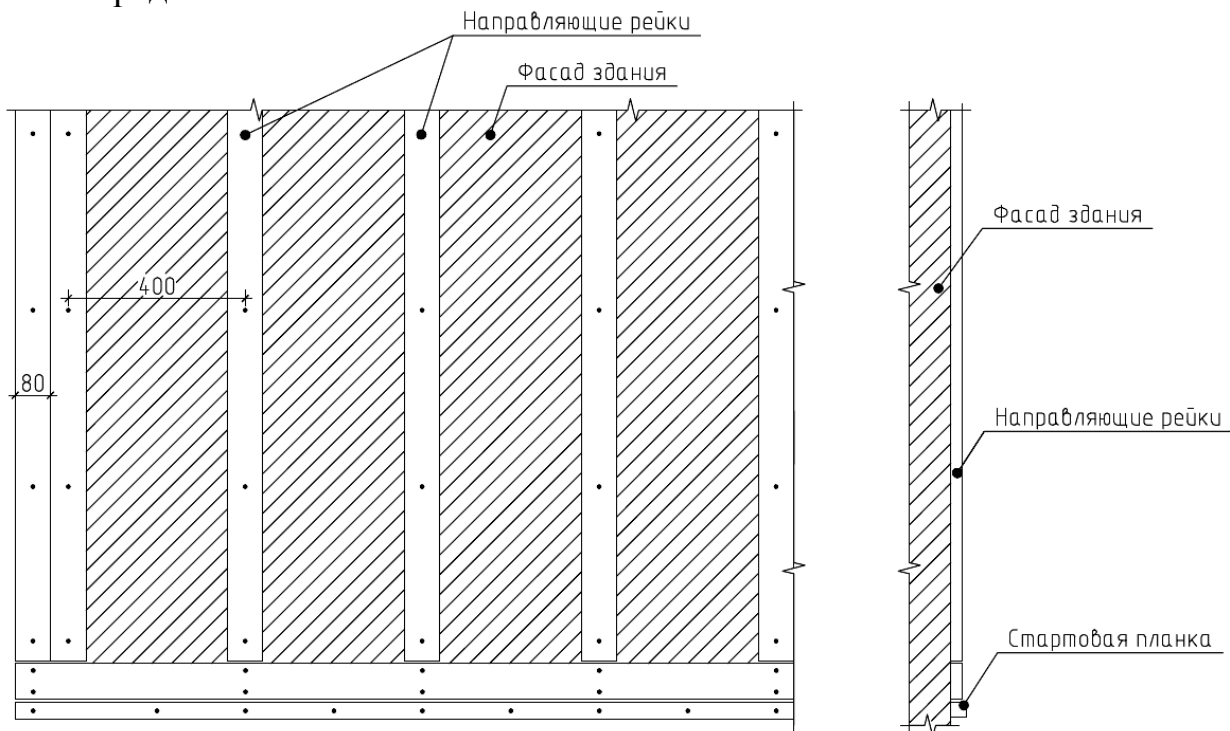 Направляющие рейки
Фасад здания
Фасад здания
400
80
Направляющие рейки
Стартовая планка